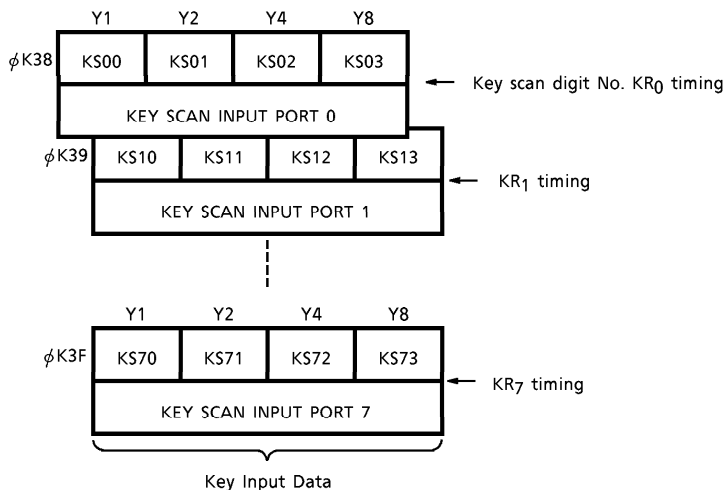 Y1 Y2 Y4 Y8
ϕK38 KS00 KS01 KS02 KS03
Key scan digit No. KR0 timing
KEY SCAN INPUT PORT 0
ϕK39 KS10 KS11 KS12 KS13
KR1 timing
KEY SCAN INPUT PORT 1
Y1 Y2 Y4 Y8
ϕK3F KS70 KS71 KS72 KS73
KR7 timing
KEY SCAN INPUT PORT 7
Key Input Data